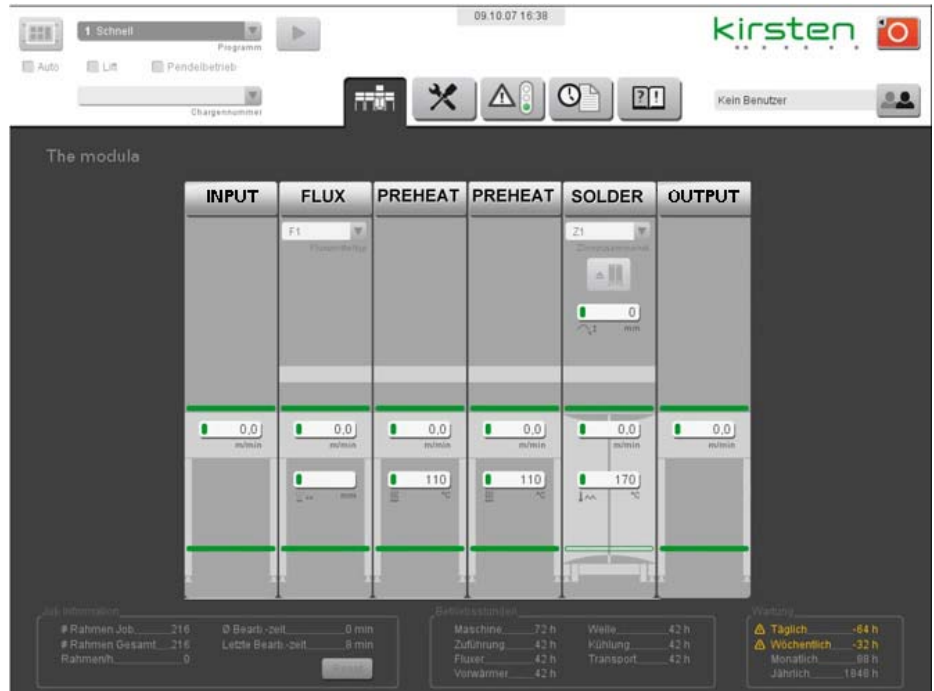 09.10.07 16:38
kirsten
1 Schnell
Programm
Auto Lift Pendelbetrieb
Chargennummer
? !
Kein Benutzer
The modula
INPUT FLUX PREHEAT PREHEAT SOLDER OUTPUT
F1 Z1
0
mm
0,0 0,0 0,0 0,0 0,0 0,0
m/min m/min m/min m/min m/min m/min
110 110 170
mm °C °C °C
Job Information Betriebsstunden Wartung
# Rahmen Job 216 Ø Bearb.-zeit 0 min Maschine 72 h Welle 42 h Täglich -64 h
# Rahmen Gesamt 216 Letzte Bearb.-zeit 8 min Zuführung 42 h Kühlung 42 h Wöchentlich -32 h
Rahmen/h 0 Fluxer 42 h Transport 42 h Monatlich 88 h
Reset Vorwärmer 42 h Jährlich 1848 h